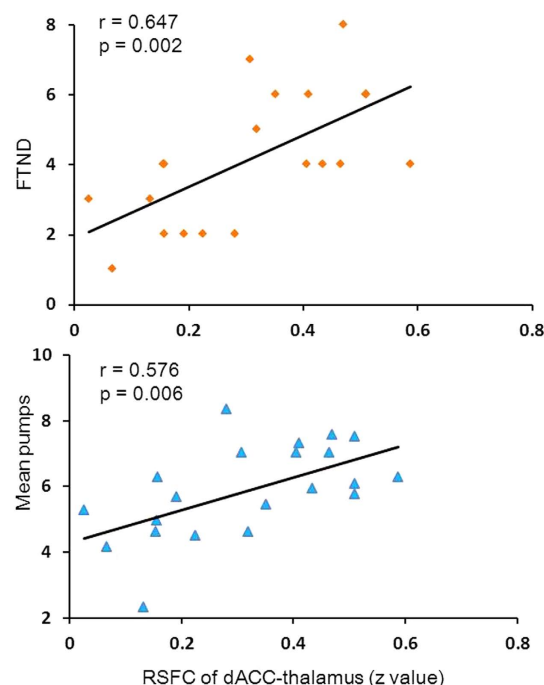 8
r = 0.647
p = 0.002
6
FTND
4
2
0
0 0.2 0.4 0.6 0.8
10
r = 0.576
p = 0.006
8
Mean pumps
6
4
2
0 0.2 0.4 0.6 0.8
RSFC of dACC-thalamus (z value)